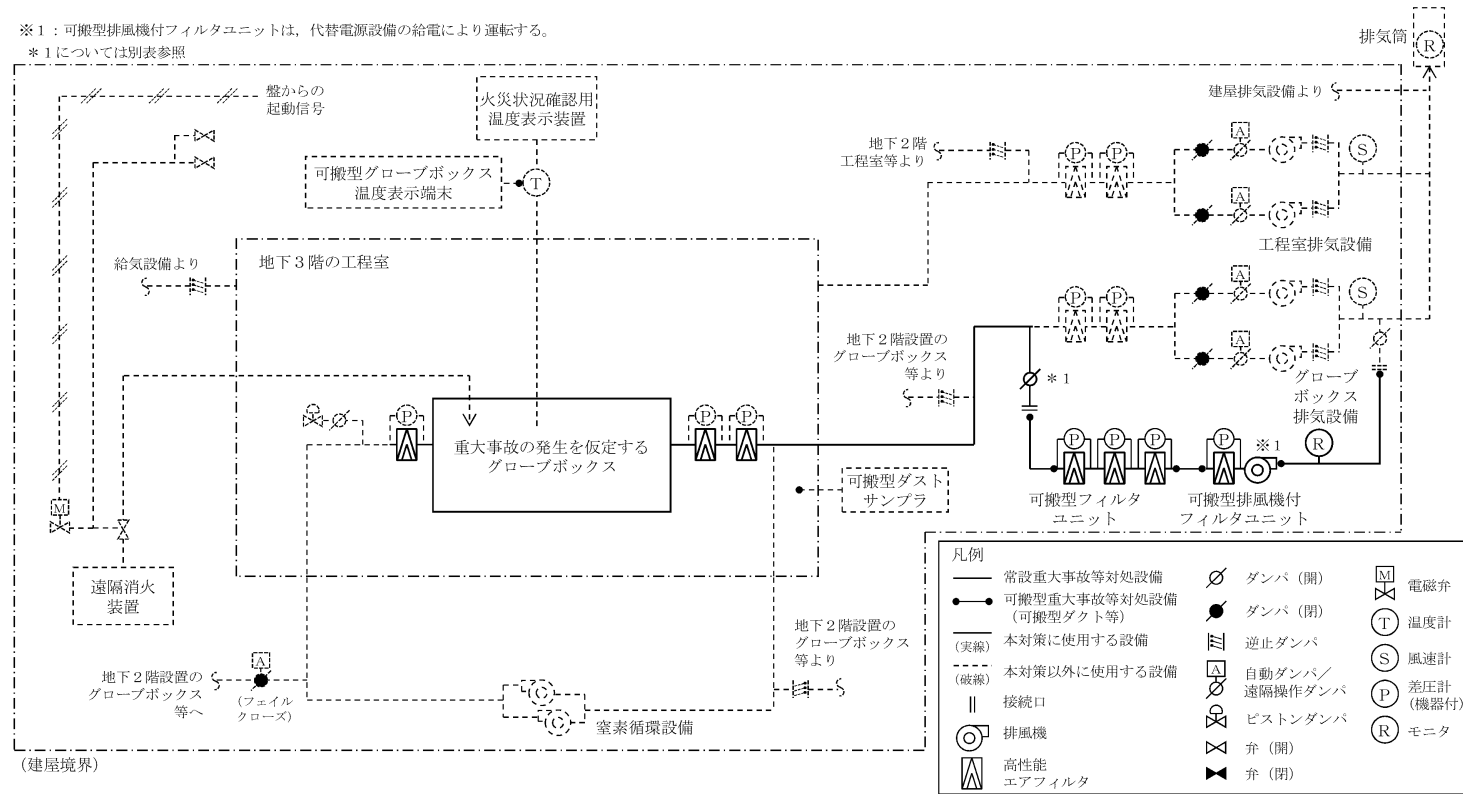 ※1：可搬型排風機付フィルタユニットは，代替電源設備の給電により運転する。
＊1については別表参照
排気筒
R
盤からの
起動信号
火災状況確認用
温度表示装置
可搬型グローブボックス
温度表示端末
T
建屋排気設備より
地下2階
工程室等より
P
P
A
A
S
工程室排気設備
給気設備より
地下3階の工程室
P
P
A
A
S
地下2階設置の
グローブボックス
等より
＊1
グローブ
ボックス
排気設備
P
重大事故の発生を仮定する
グローブボックス
P
P
可搬型ダスト
サンプラ
P
P
P
P
※1
R
可搬型フィルタ
ユニット
可搬型排風機付
フィルタユニット
M
遠隔消火
装置
地下2階設置の
グローブボックス
等へ
A
(フェイル
クローズ)
窒素循環設備
地下2階設置の
グローブボックス
等より
(建屋境界)
凡例
常設重大事故等対処設備
可搬型重大事故等対処設備
(可搬型ダクト等)
(実線)
本対策に使用する設備
(破線)
本対策以外に使用する設備
接続口
排風機
高性能
エアフィルタ
ダンパ（開）
ダンパ（閉）
逆止ダンパ
A
自動ダンパ／
遠隔操作ダンパ
ピストンダンパ
弁（開）
弁（閉）
M
電磁弁
T
温度計
S
風速計
P
差圧計
(機器付)
R
モニタ